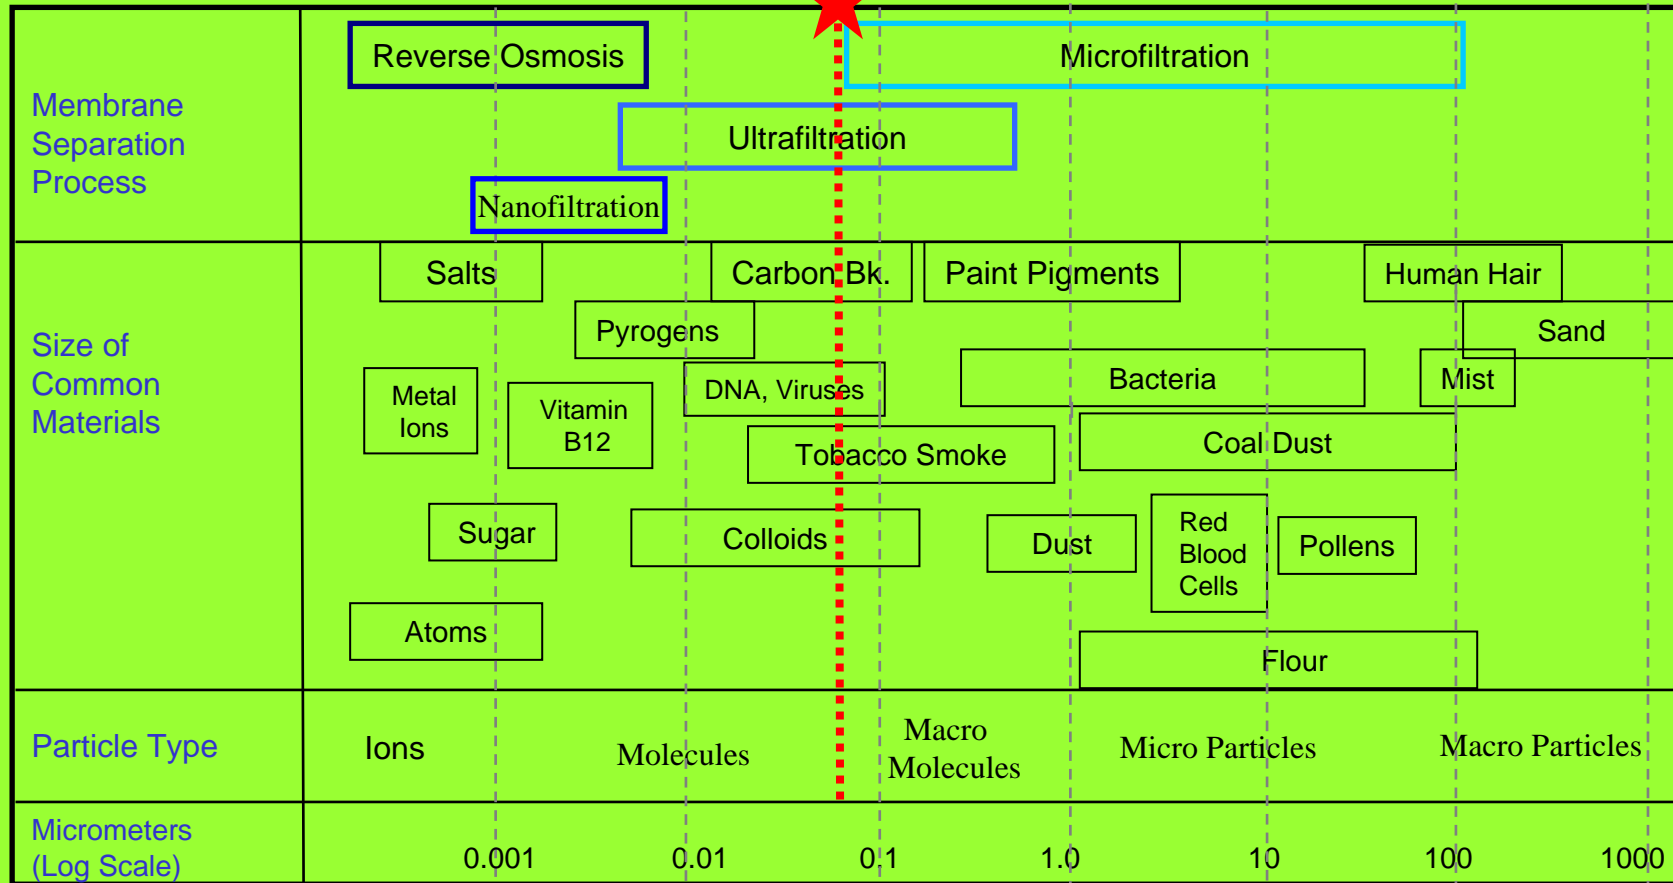 Membrane
Separation
Process
Reverse Osmosis
Microfiltration
Ultrafiltration
Nanofiltration
Size of
Common
Materials
Salts
Carbon Bk.
Paint Pigments
Human Hair
Pyrogens
Sand
Metal
Ions
Vitamin
B12
DNA, Viruses
Bacteria
Mist
Tobacco Smoke
Coal Dust
Sugar
Colloids
Dust
Red
Blood
Cells
Pollens
Atoms
Flour
Particle Type
Ions
Molecules
Macro
Molecules
Micro Particles
Macro Particles
Micrometers
(Log Scale)
0.001
0.01
0.1
1.0
10
100
1000